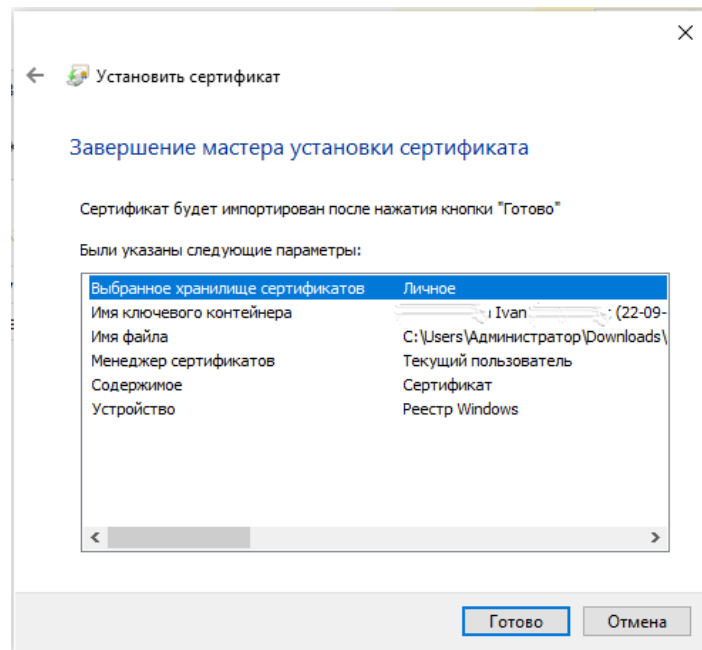 Установить сертификат
Завершение мастера установки сертификата
Сертификат будет импортирован после нажатия кнопки "Готово"
Были указаны следующие параметры:
Выбранное хранилище сертификатов Личное
Имя ключевого контейнера Ivan (22-09-
Имя файла C:\Users\Администратор\Downloads\
Менеджер сертификатов Текущий пользователь
Содержимое Сертификат
Устройство Реестр Windows
Готово Отмена